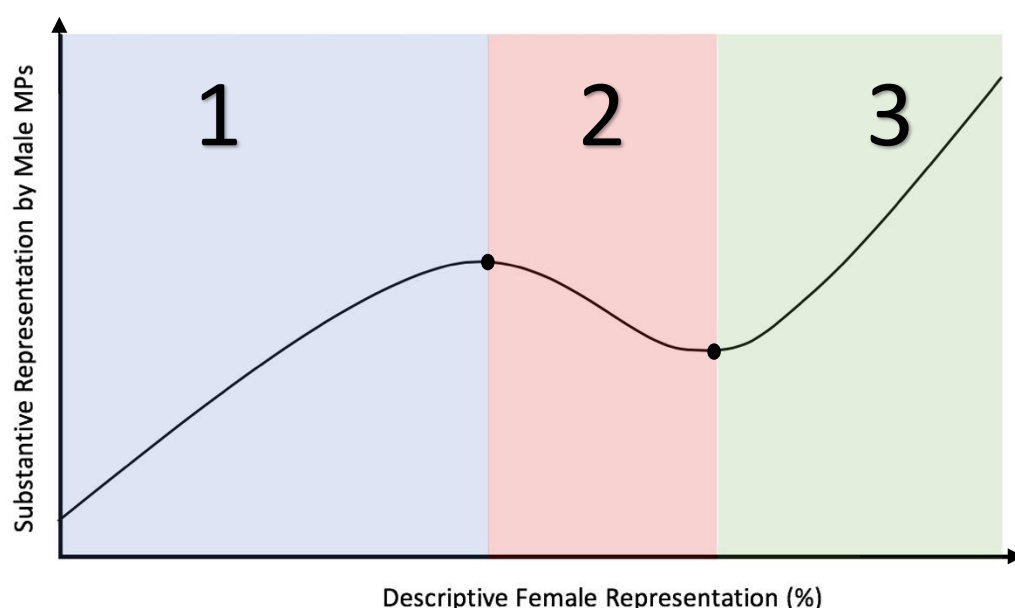 1
2
3
Substantive Representation by Male MPs
Descriptive Female Representation (%)